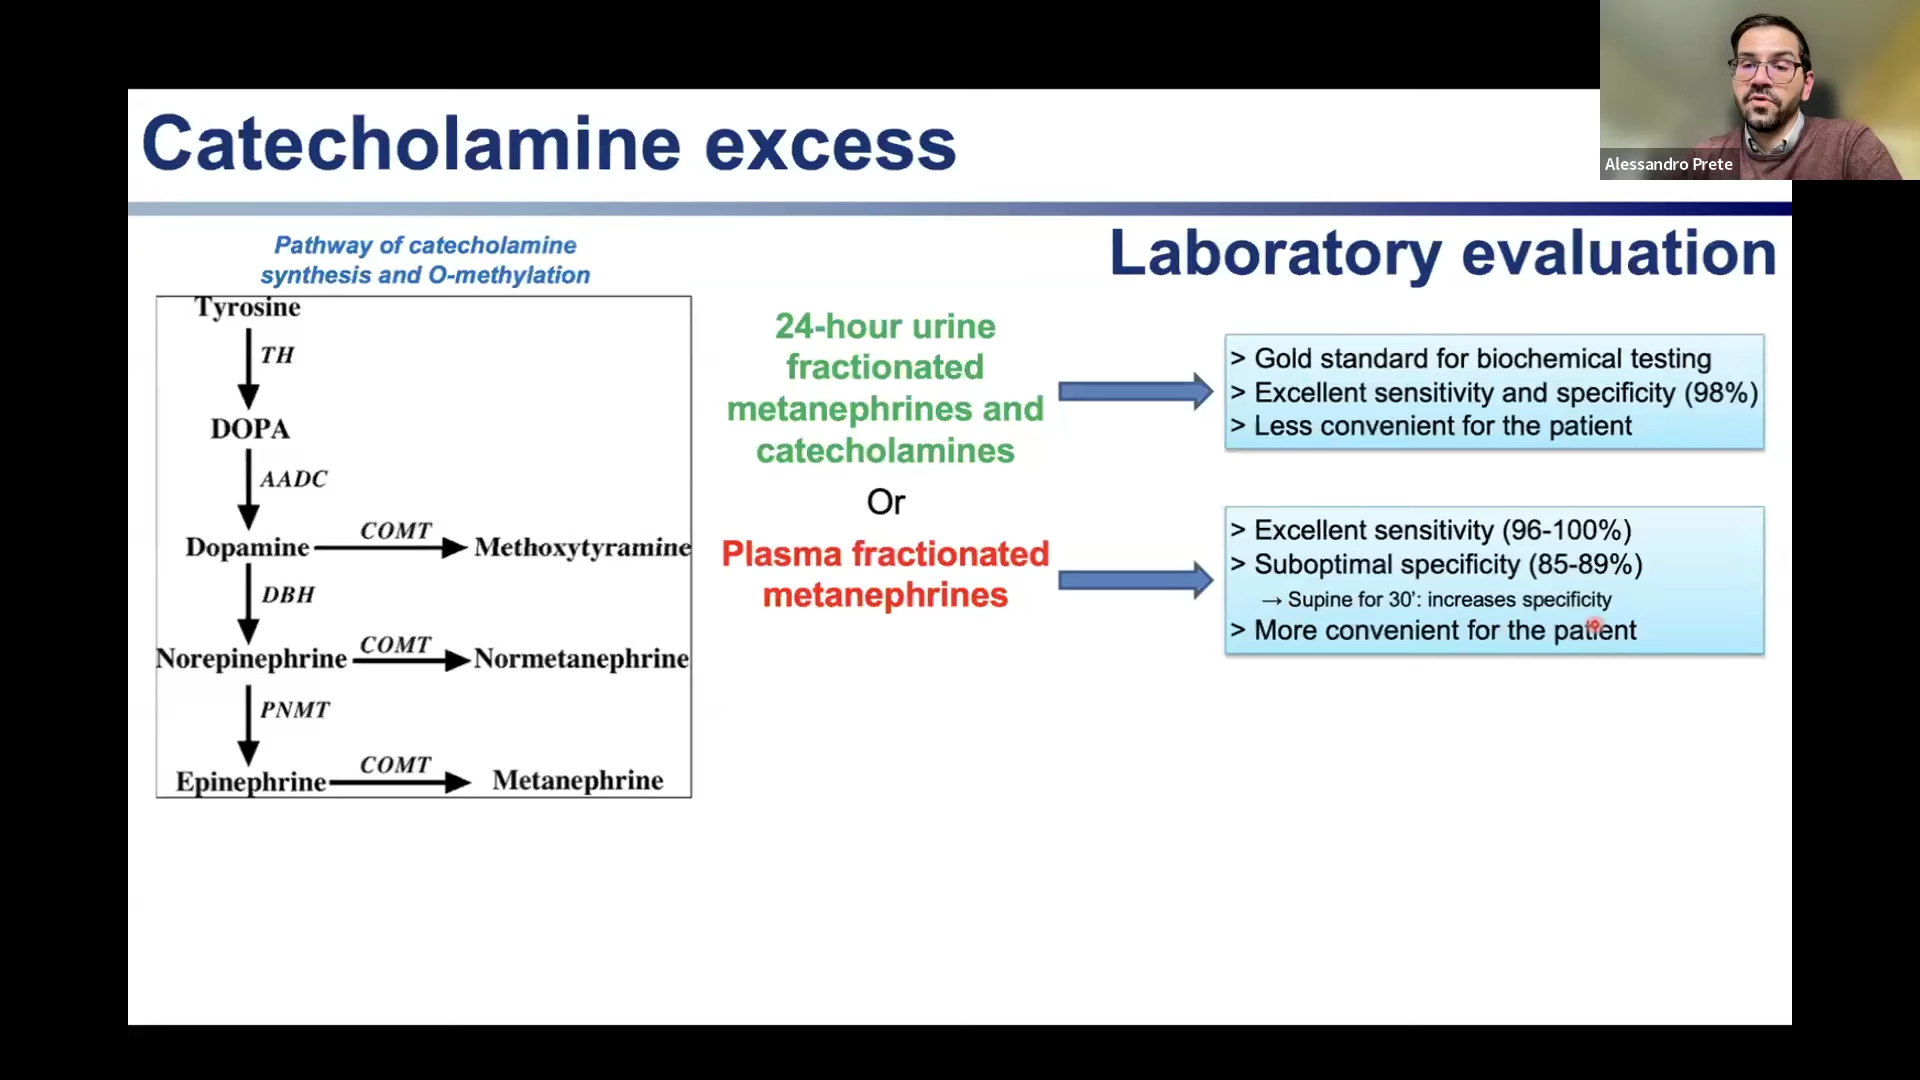 Catecholamine excess
Alessandro Prete
Pathway of catecholamine
synthesis and O-methylation
Tyrosine
TH
DOPA
AADC
Dopamine
COMT
Methoxytyramine
DBH
Norepinephrine
COMT
Normetanephrine
PNMT
Epinephrine
COMT
Metanephrine
Laboratory evaluation
24-hour urine
fractionated
metanephrines and
catecholamines
Or
Plasma fractionated
metanephrines
> Gold standard for biochemical testing
> Excellent sensitivity and specificity (98%)
> Less convenient for the patient
> Excellent sensitivity (96-100%)
> Suboptimal specificity (85-89%)
→ Supine for 30': increases specificity
> More convenient for the patient